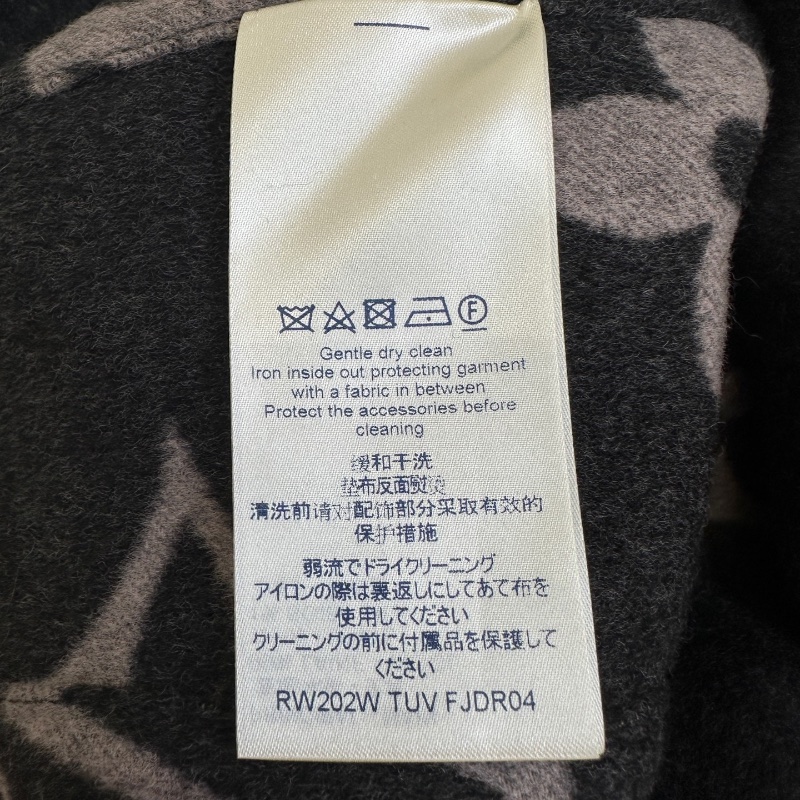 F
Gentle dry clean
Iron inside out protecting garment
with a fabric in between
Protect the accessories before
cleaning
缓和干洗
垫布反面熨烫
清洗前请对配饰部分采取有效的
保护措施
弱流でドライクリーニング
アイロンの際は裏返しにしてあて布を
使用してください
クリーニングの前に付属品を保護して
ください
RW202W TUV FJDR04